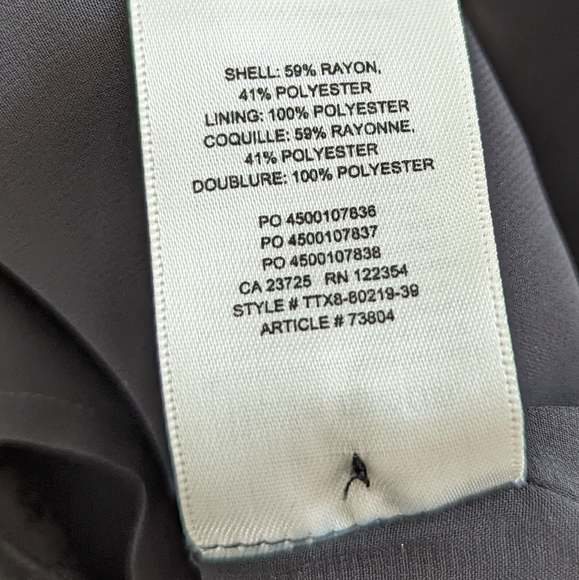 SHELL: 59% RAYON,
41% POLYESTER
LINING: 100% POLYESTER
COQUILLE: 59% RAYONNE,
41% POLYESTER
DOUBLURE: 100% POLYESTER
PO 4500107836
PO 4500107837
PO 4500107838
CA 23725 RN 122354
STYLE # TTX8-80219-39
ARTICLE # 73804